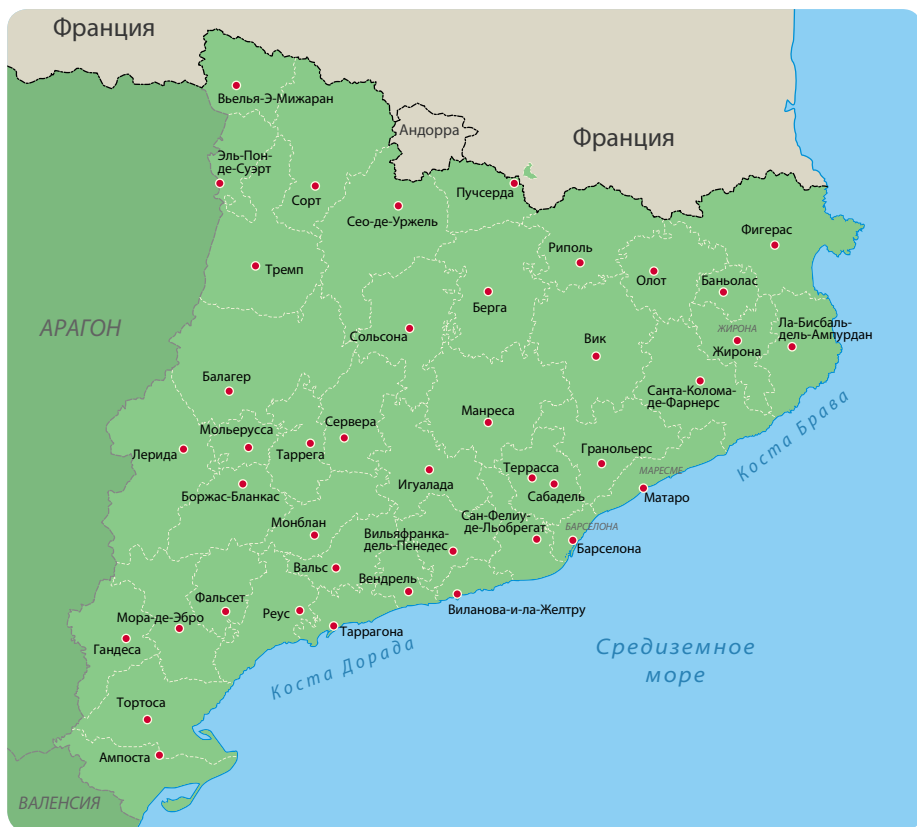 Франция
Вьелья-Э-Мижаран
Андорра
Франция
Эль-Пон-
де-Суэрт
Сорт
Сео-де-Уржель
Пучсерда
Фигерас
Риполь
Олот
Баньолас
Тремп
Берга
АРАГОН
Сольсона
Вик
ЖИРОНА
Жирона
Ла-Бисбаль-
дель-Ампурдан
Балагер
Санта-Колома-
де-Фарнерс
Коста Брава
Манреса
Сервера
Мольерусса
Таррега
Лерида
Гранольерс
Террасса
МАРЕСМЕ
Игуалада
Сабадель
Матаро
Боржас-Бланкас
Сан-Фелиу-
де-Льобрегат
БАРСЕЛОНА
Монблан
Вильяфранка-
дель-Пенедес
Барселона
Вальс
Вендрель
Фальсет
Реус
Виланова-и-ла-Желтру
Мора-де-Эбро
Таррагона
Гандеса
Коста Дорада
Средиземное
море
Тортоса
Ампоста
ВАЛЕНСИЯ